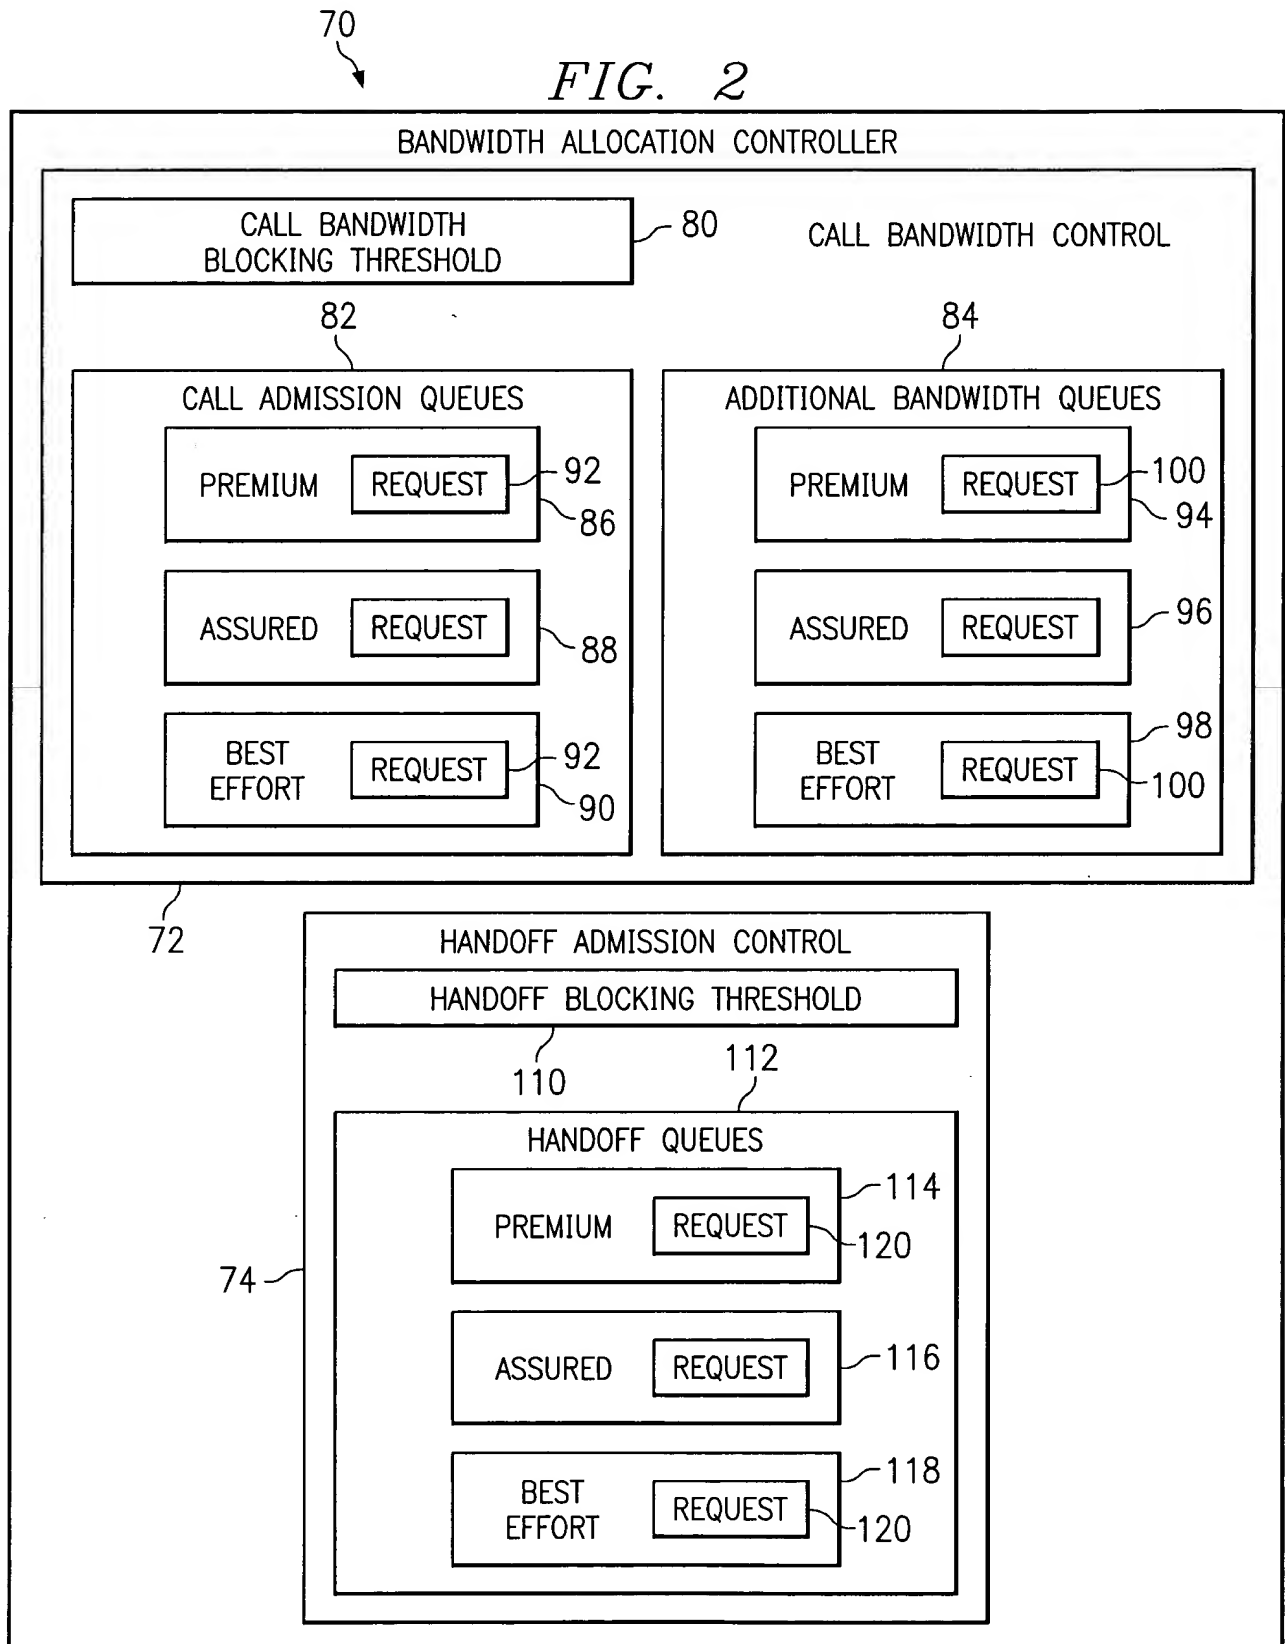 70
FIG. 2
BANDWIDTH ALLOCATION CONTROLLER
CALL BANDWIDTH
BLOCKING THRESHOLD
80
CALL BANDWIDTH CONTROL
82
84
CALL ADMISSION QUEUES
PREMIUM
REQUEST
92
86
ASSURED
REQUEST
88
BEST
EFFORT
REQUEST
92
90
ADDITIONAL BANDWIDTH QUEUES
PREMIUM
REQUEST
100
94
ASSURED
REQUEST
96
BEST
EFFORT
REQUEST
98
100
72
HANDOFF ADMISSION CONTROL
HANDOFF BLOCKING THRESHOLD
110
112
HANDOFF QUEUES
PREMIUM
REQUEST
114
120
74
ASSURED
REQUEST
116
BEST
EFFORT
REQUEST
118
120